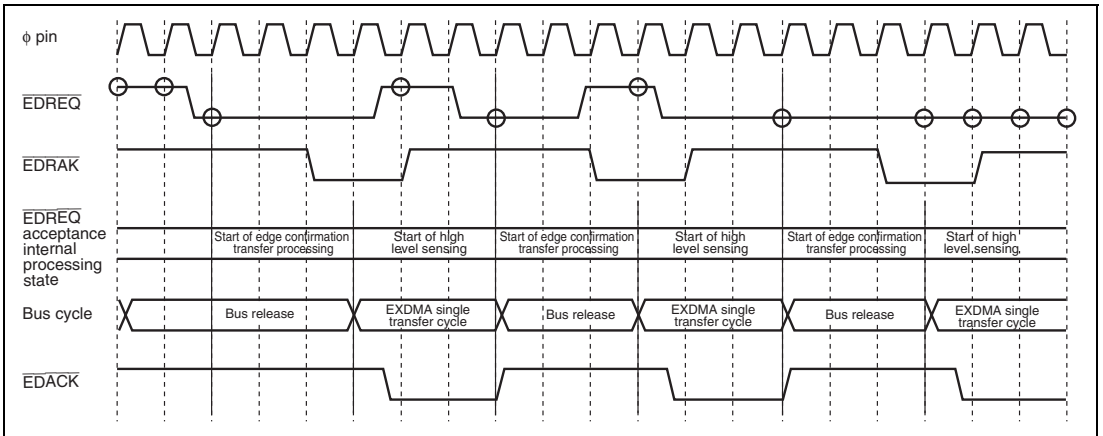 φ pin
EDREQ
EDRAK
EDREQ
acceptance
internal
processing
state
Start of edge confirmation
transfer processing
Start of high
level sensing
Start of edge confirmation
transfer processing
Start of high
level sensing
Start of edge confirmation
transfer processing
Start of high
level sensing
Bus cycle
Bus release
EXDMA single
transfer cycle
Bus release
EXDMA single
transfer cycle
Bus release
EXDMA single
transfer cycle
EDACK